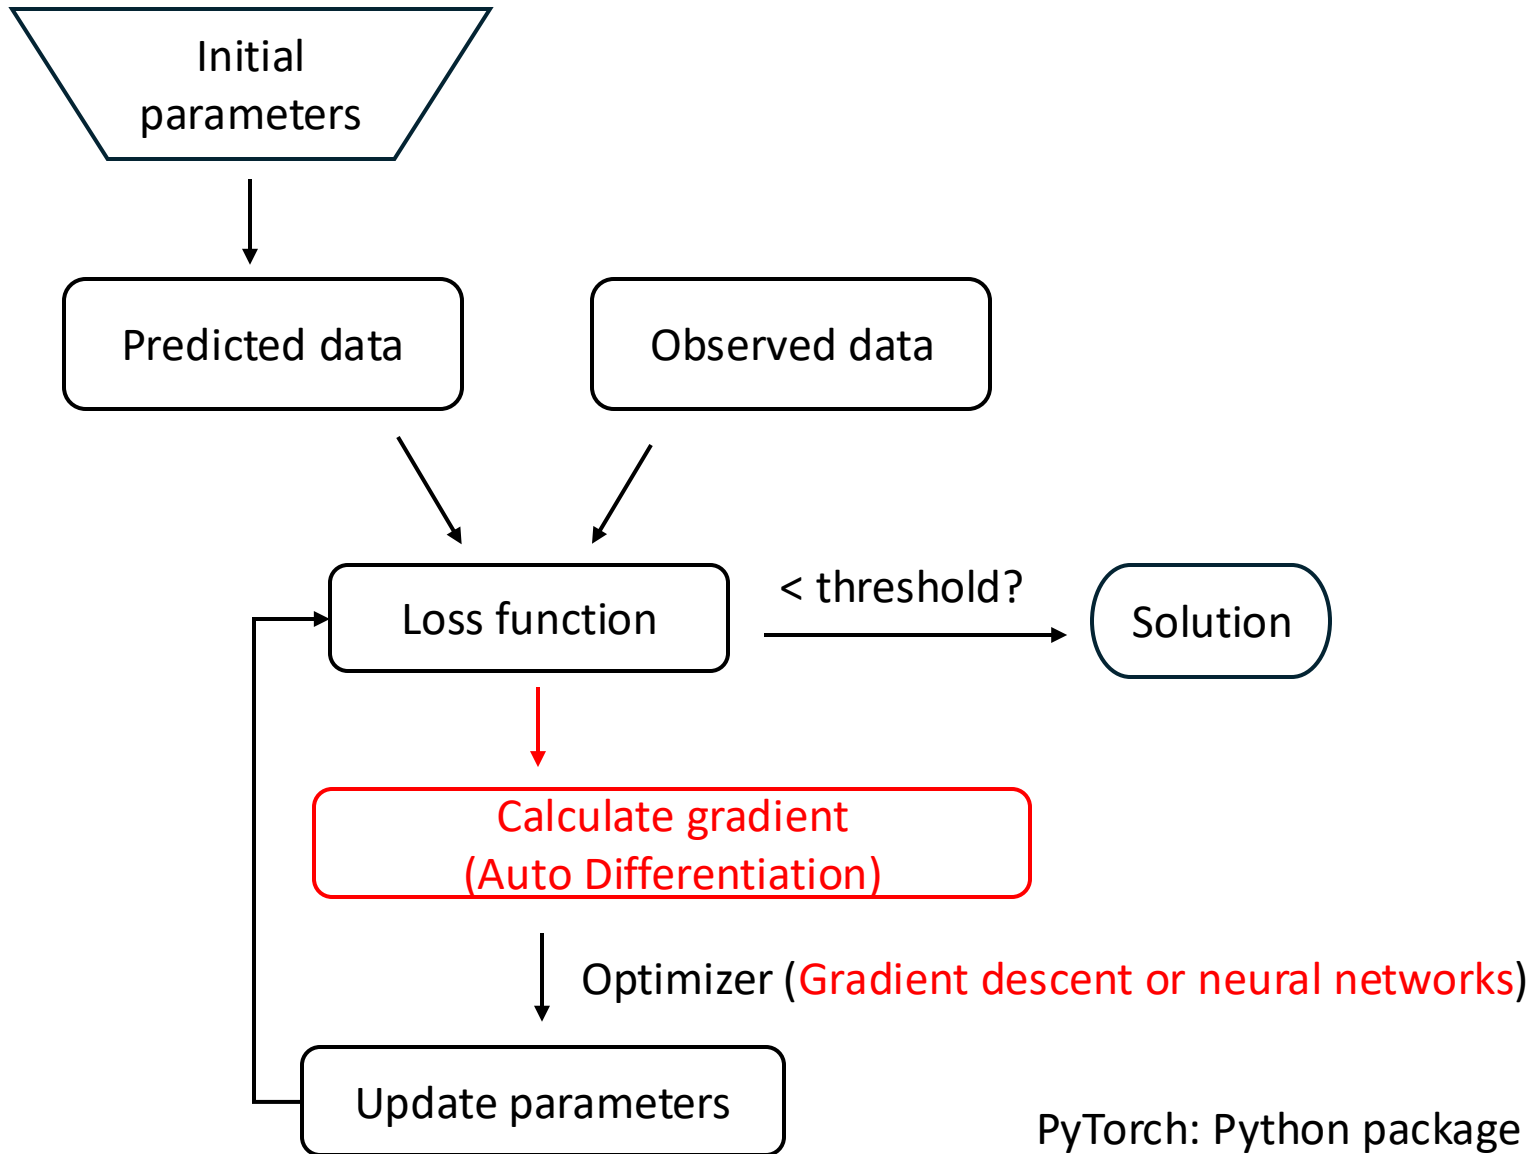 Initial
parameters
Predicted data
Observed data
Loss function
< threshold?
Solution
Calculate gradient
(Auto Differentiation)
Optimizer (Gradient descent or neural networks)
Update parameters
PyTorch: Python package